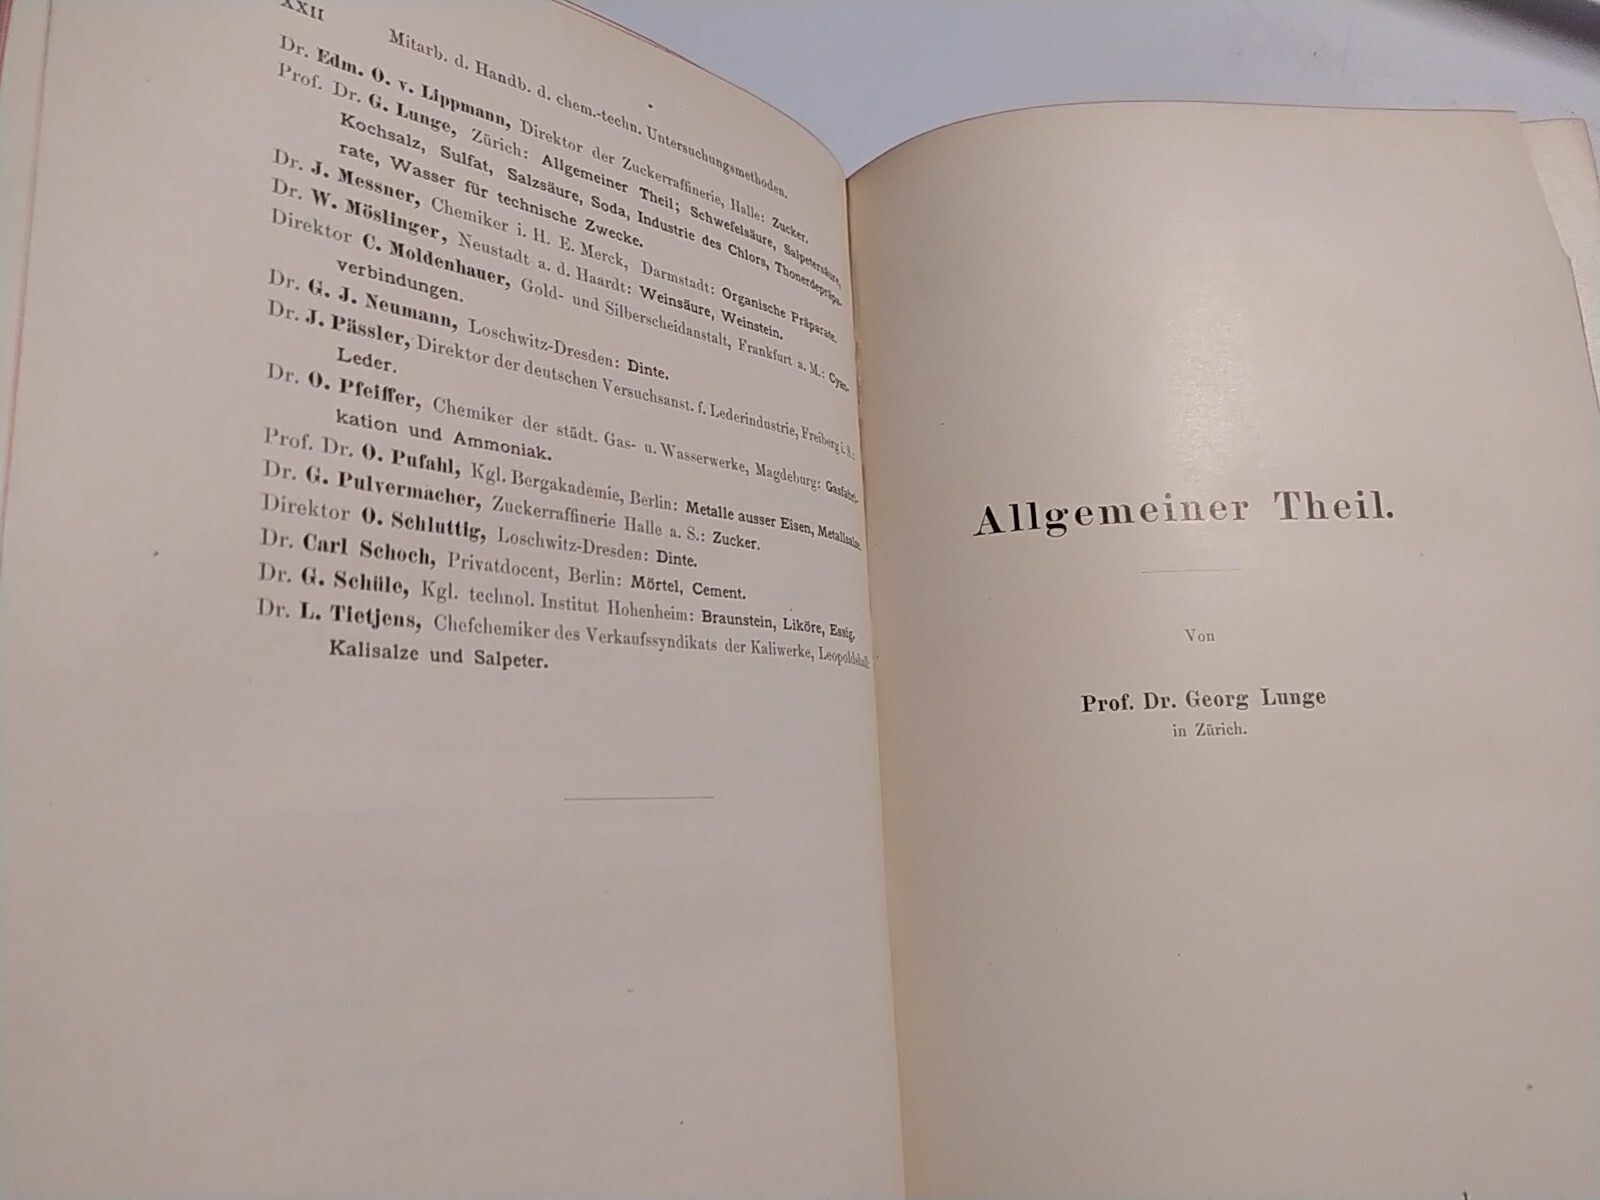 XXII
Mitarb. d. Handb. d. chem.-techn. Untersuchungsmethoden.
Dr. Edm. O. v. Lippmann, Direktor der Zuckerraffinerie, Halle: Zucker.
Prof. Dr. G. Lunge, Zürich: Allgemeiner Theil; Schwefelsäure, Salpetersäure,
Kochsalz, Sulfat, Salzsäure, Soda, Industrie des Chlors, Thonerdepräpa-
rate, Wasser für technische Zwecke.
Dr. J. Messner, Chemiker i. H. E. Merck, Darmstadt: Organische Präparate.
Dr. W. Möslinger, Neustadt a. d. Haardt: Weinsäure, Weinstein.
Direktor C. Moldenhauer, Gold- und Silberscheidanstalt, Frankfurt a. M.: Cyan-
verbindungen.
Dr. G. J. Neumann, Loschwitz-Dresden: Dinte.
Dr. J. Pässler, Direktor der deutschen Versuchsanst. f. Lederindustrie, Freiberg i. S.:
Leder.
Dr. O. Pfeiffer, Chemiker der städt. Gas- u. Wasserwerke, Magdeburg: Gasfabri-
kation und Ammoniak.
Prof. Dr. O. Pufahl, Kgl. Bergakademie, Berlin: Metalle ausser Eisen, Metallsalze.
Dr. G. Pulvermacher, Zuckerraffinerie Halle a. S.: Zucker.
Direktor O. Schluttig, Loschwitz-Dresden: Dinte.
Dr. Carl Schoch, Privatdocent, Berlin: Mörtel, Cement.
Dr. G. Schüle, Kgl. technol. Institut Hohenheim: Braunstein, Liköre, Essig.
Dr. L. Tietjens, Chefchemiker des Verkaufssyndikats der Kaliwerke, Leopoldshall:
Kalisalze und Salpeter.
Allgemeiner Theil.
Von
Prof. Dr. Georg Lunge
in Zürich.